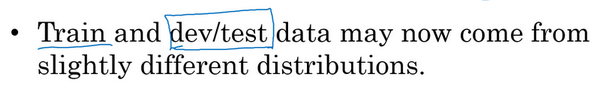 • Train and dev/test data may now come from
slightly different distributions.